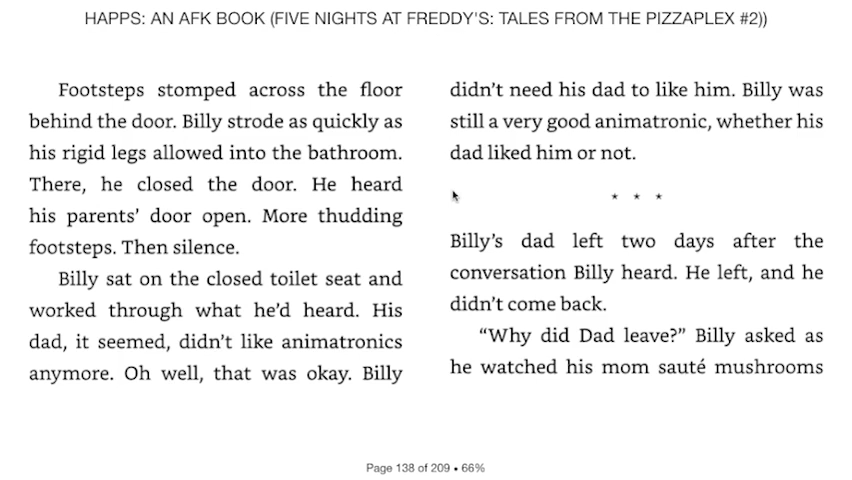 HAPPS: AN AFK BOOK (FIVE NIGHTS AT FREDDY'S: TALES FROM THE PIZZAPLEX #2))
Footsteps stomped across the floor
behind the door. Billy strode as quickly as
his rigid legs allowed into the bathroom.
There, he closed the door. He heard
his parents’ door open. More thudding
footsteps. Then silence.
Billy sat on the closed toilet seat and
worked through what he’d heard. His
dad, it seemed, didn’t like animatronics
anymore. Oh well, that was okay. Billy
didn’t need his dad to like him. Billy was
still a very good animatronic, whether his
dad liked him or not.
* * *
Billy’s dad left two days after the
conversation Billy heard. He left, and he
didn’t come back.
“Why did Dad leave?” Billy asked as
he watched his mom sauté mushrooms
Page 138 of 209 • 66%